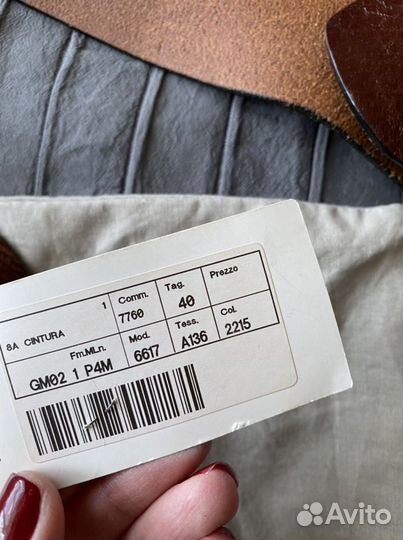 8A CINTURA 1 Comm. 7760 Tag. 40 Prezzo
Fm.Mln. GM02 1 P4M Mod. 6617 Tess. A136 Col. 2215
Avito